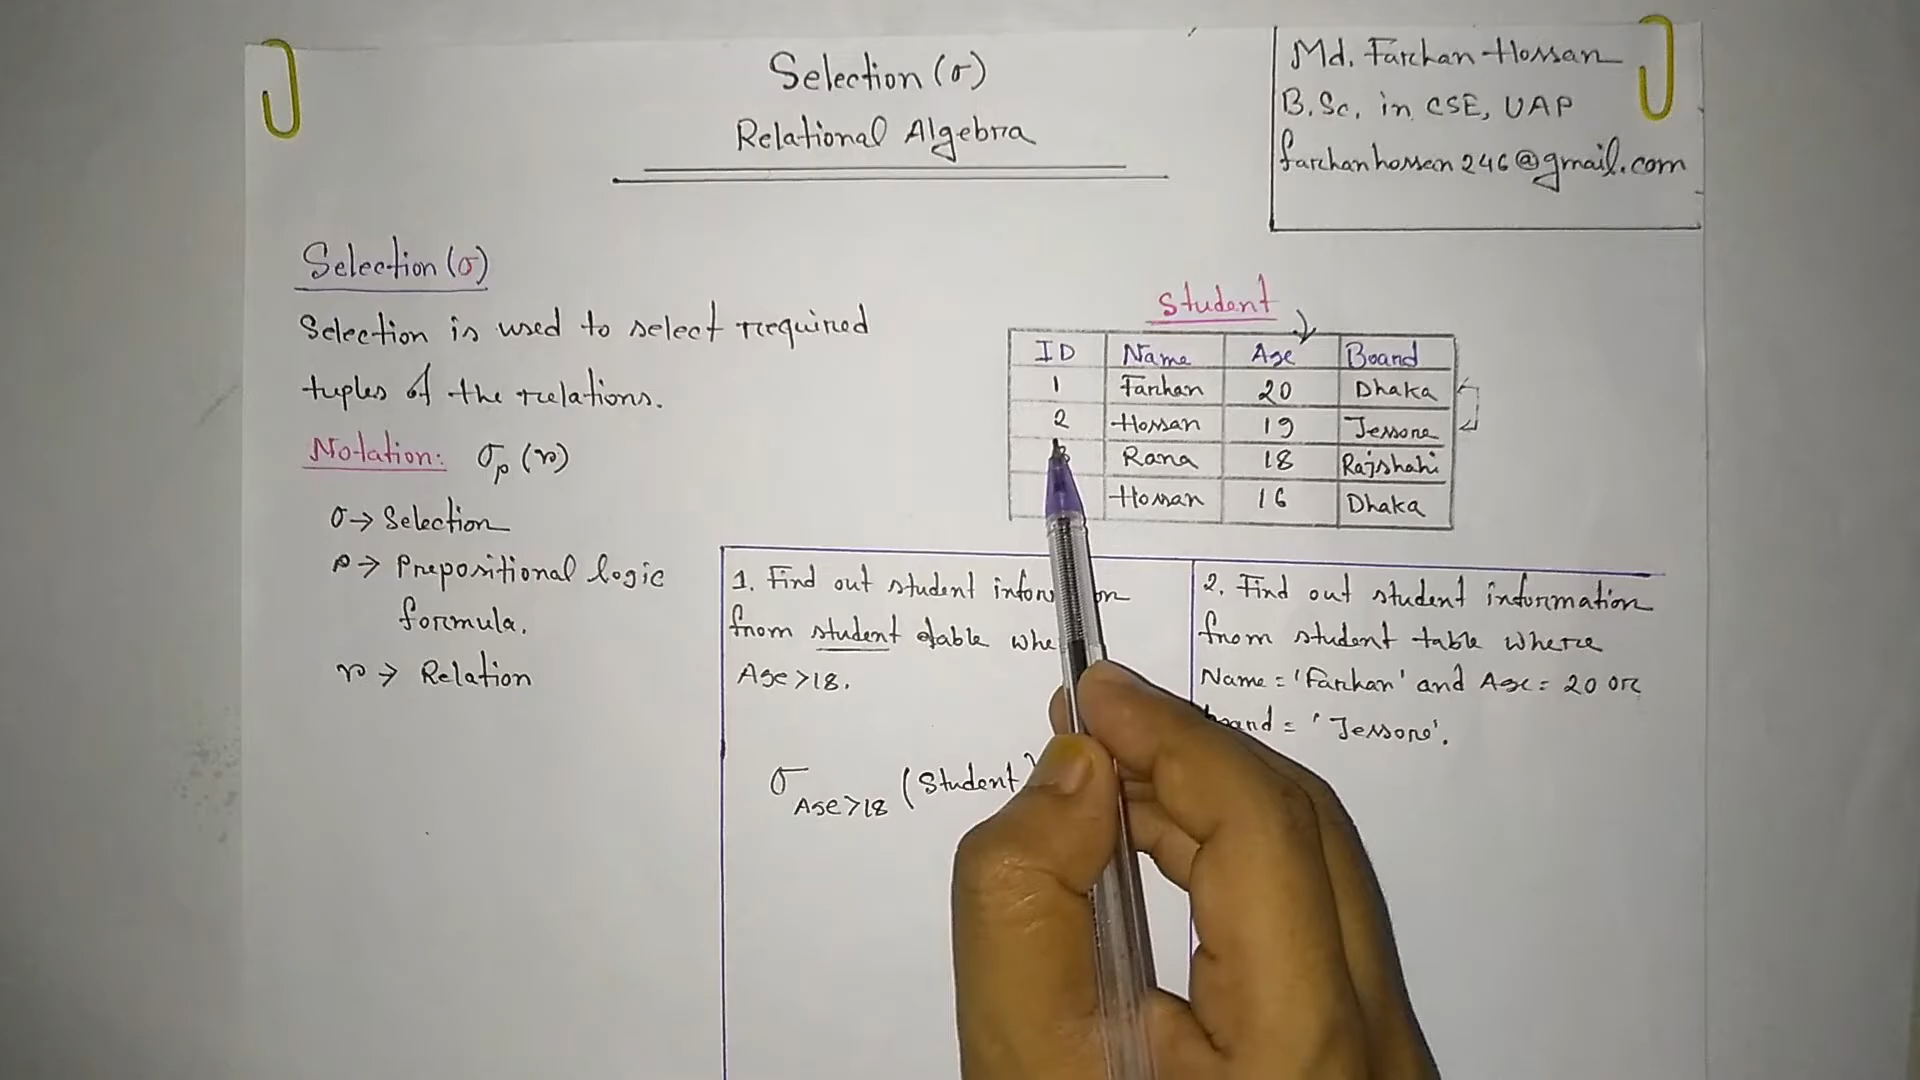 Selection (σ)
Relational Algebra
Md. Farhan Hossan
B.Sc. in CSE, UAP
farhanhossan246@gmail.com
Selection (σ)
Selection is used to select required
tuples of the relations.
Notation: σp (r)
σ → Selection
p → Prepositional logic
formula.
r → Relation
Student
ID Name Age Board
1 Farhan 20 Dhaka
2 Hossan 19 Jessore
Rana 18 Rajshahi
Hossan 16 Dhaka
1. Find out student
from student table
Age >18.
σ Age >18 (Student)
2. Find out student information
from student table where
Name = 'Farhan' and Age = 20 or
= 'Jessore'.